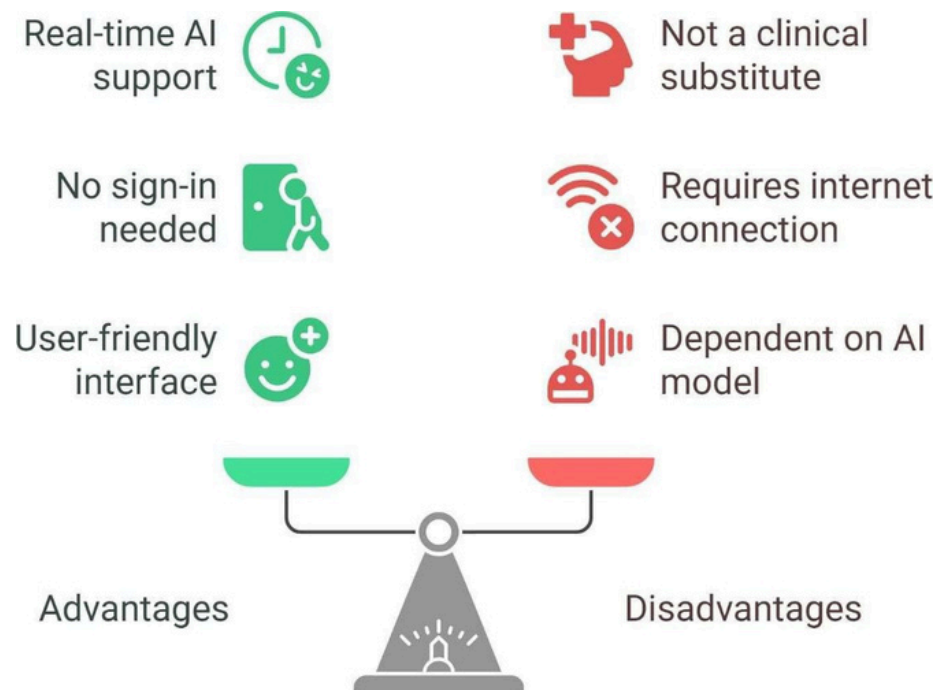 Real-time AI
support
Not a clinical
substitute
No sign-in
needed
Requires internet
connection
User-friendly
interface
Dependent on AI
model
Advantages
Disadvantages